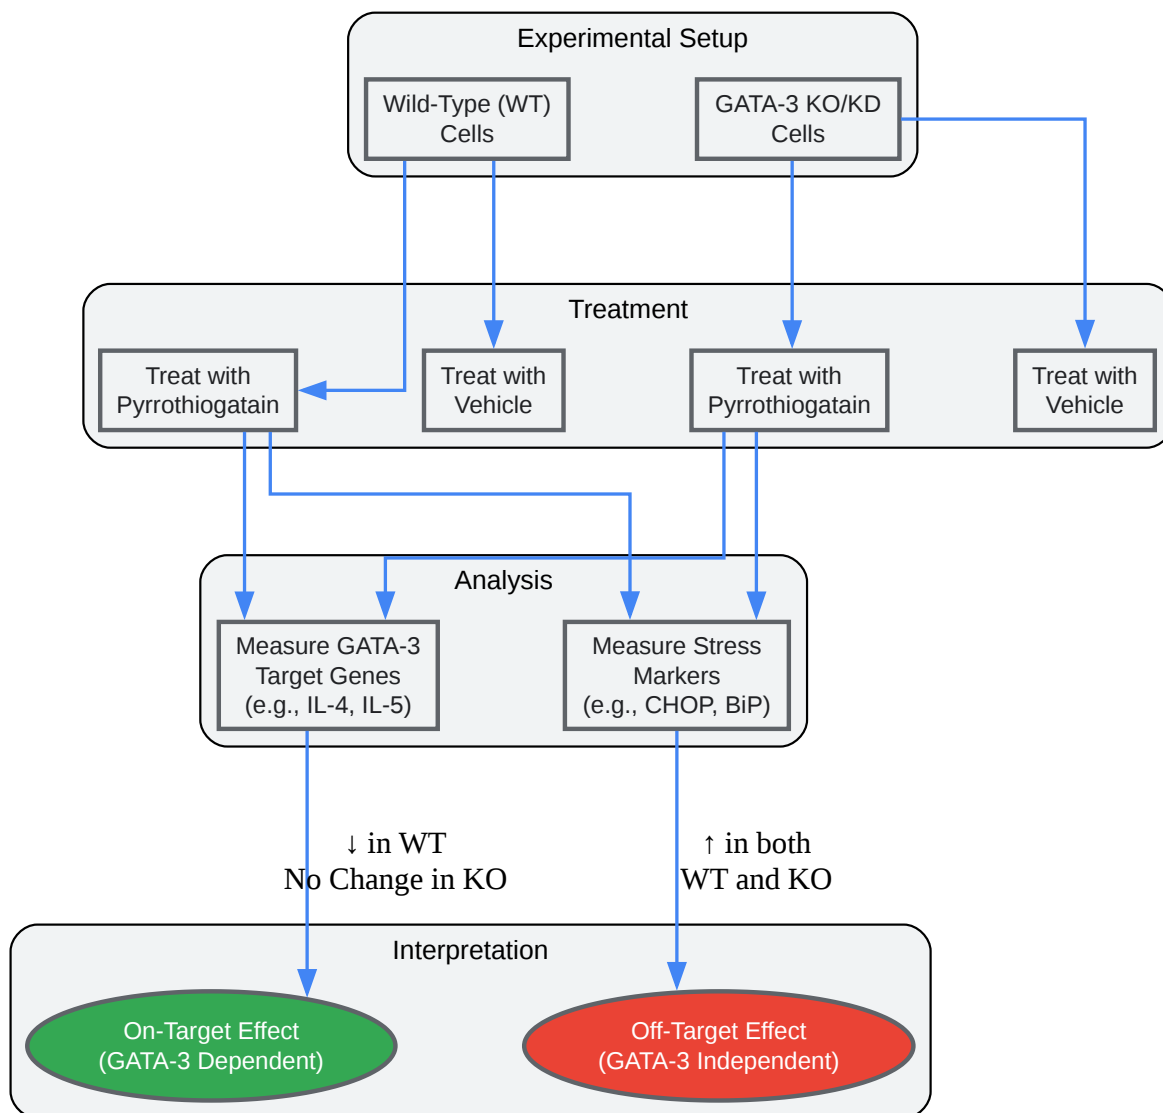 Experimental Setup
Wild-Type (WT)
Cells
GATA-3 KO/KD
Cells
Treatment
Treat with
Pyrrothiogatain
Treat with
Vehicle
Treat with
Pyrrothiogatain
Treat with
Vehicle
Analysis
Measure GATA-3
Target Genes
(e.g., IL-4, IL-5)
Measure Stress
Markers
(e.g., CHOP, BiP)
↓ in WT
No Change in KO
↑ in both
WT and KO
Interpretation
On-Target Effect
(GATA-3 Dependent)
Off-Target Effect
(GATA-3 Independent)